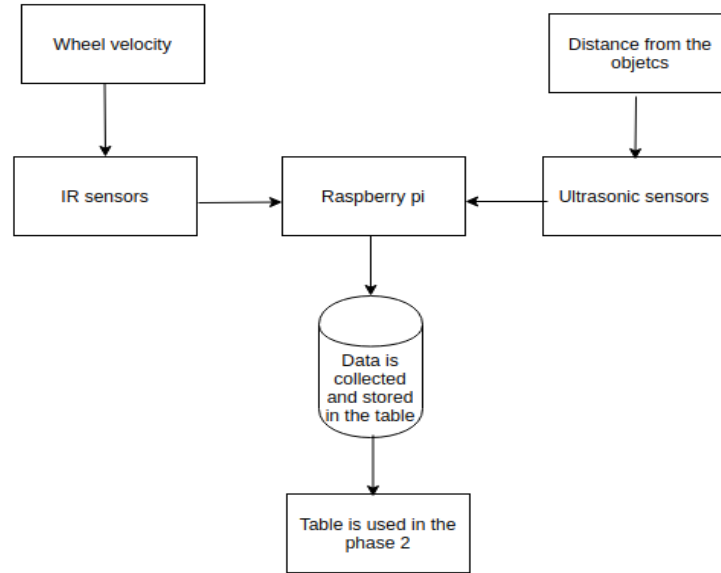 Wheel velocity
Distance from the
objetcs
IR sensors
Raspberry pi
Ultrasonic sensors
Data is
collected
and stored
in the table
Table is used in the
phase 2